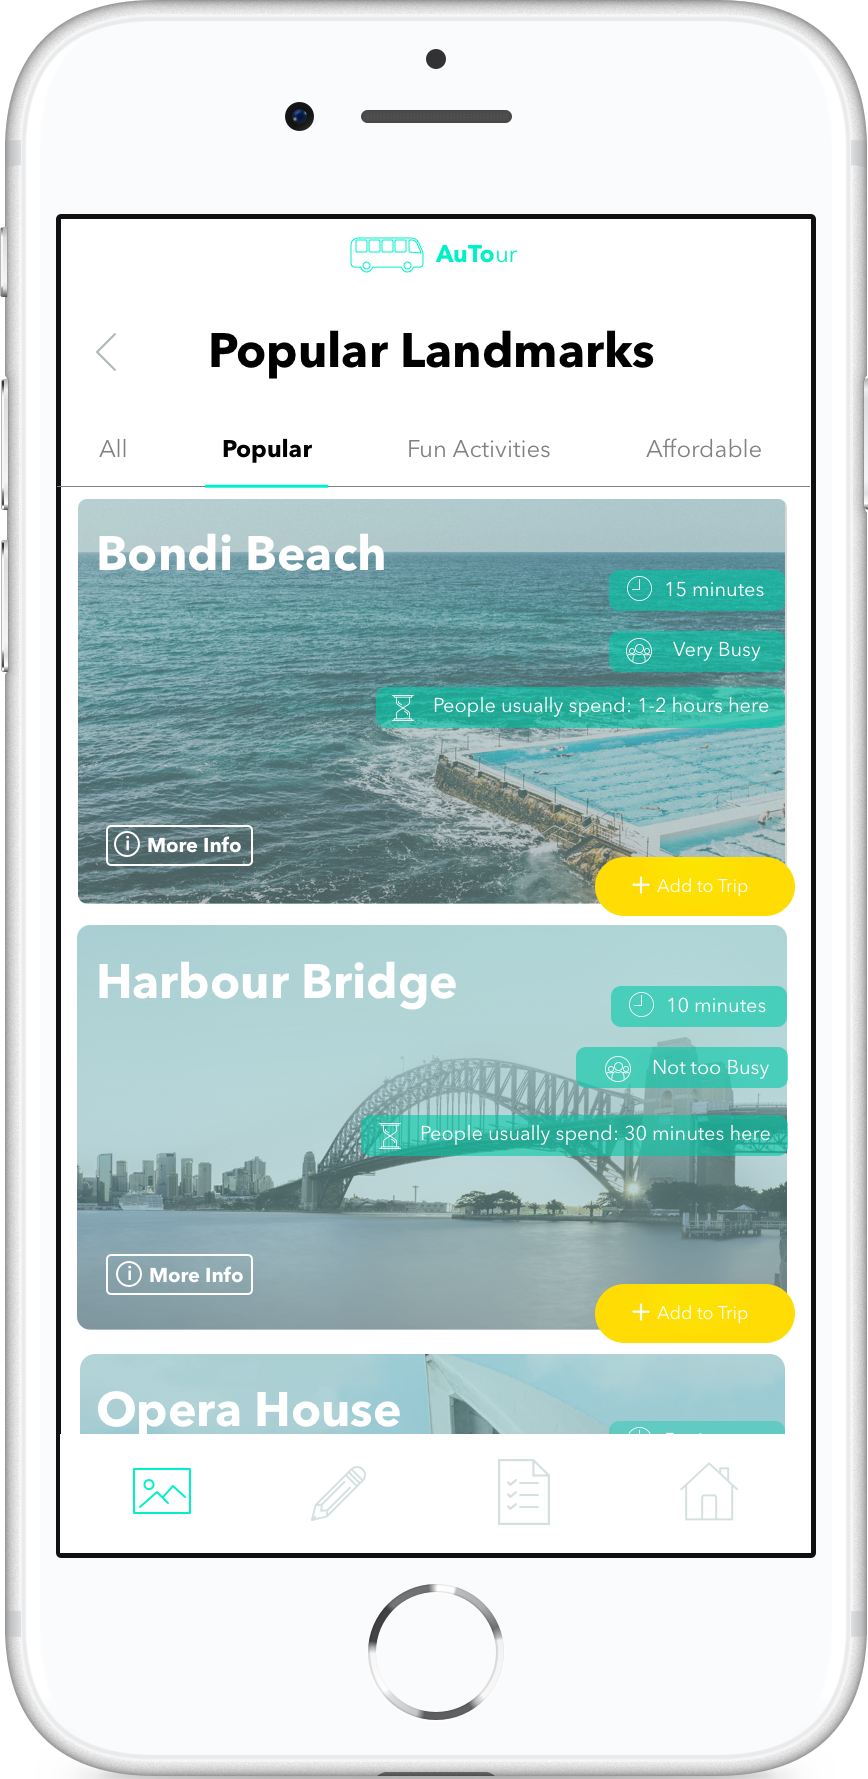 AuTour
Popular Landmarks
All Popular Fun Activities Affordable
Bondi Beach
15 minutes
Very Busy
People usually spend: 1-2 hours here
More Info
+ Add to Trip
Harbour Bridge
10 minutes
Not too Busy
People usually spend: 30 minutes here
More Info
+ Add to Trip
Opera House